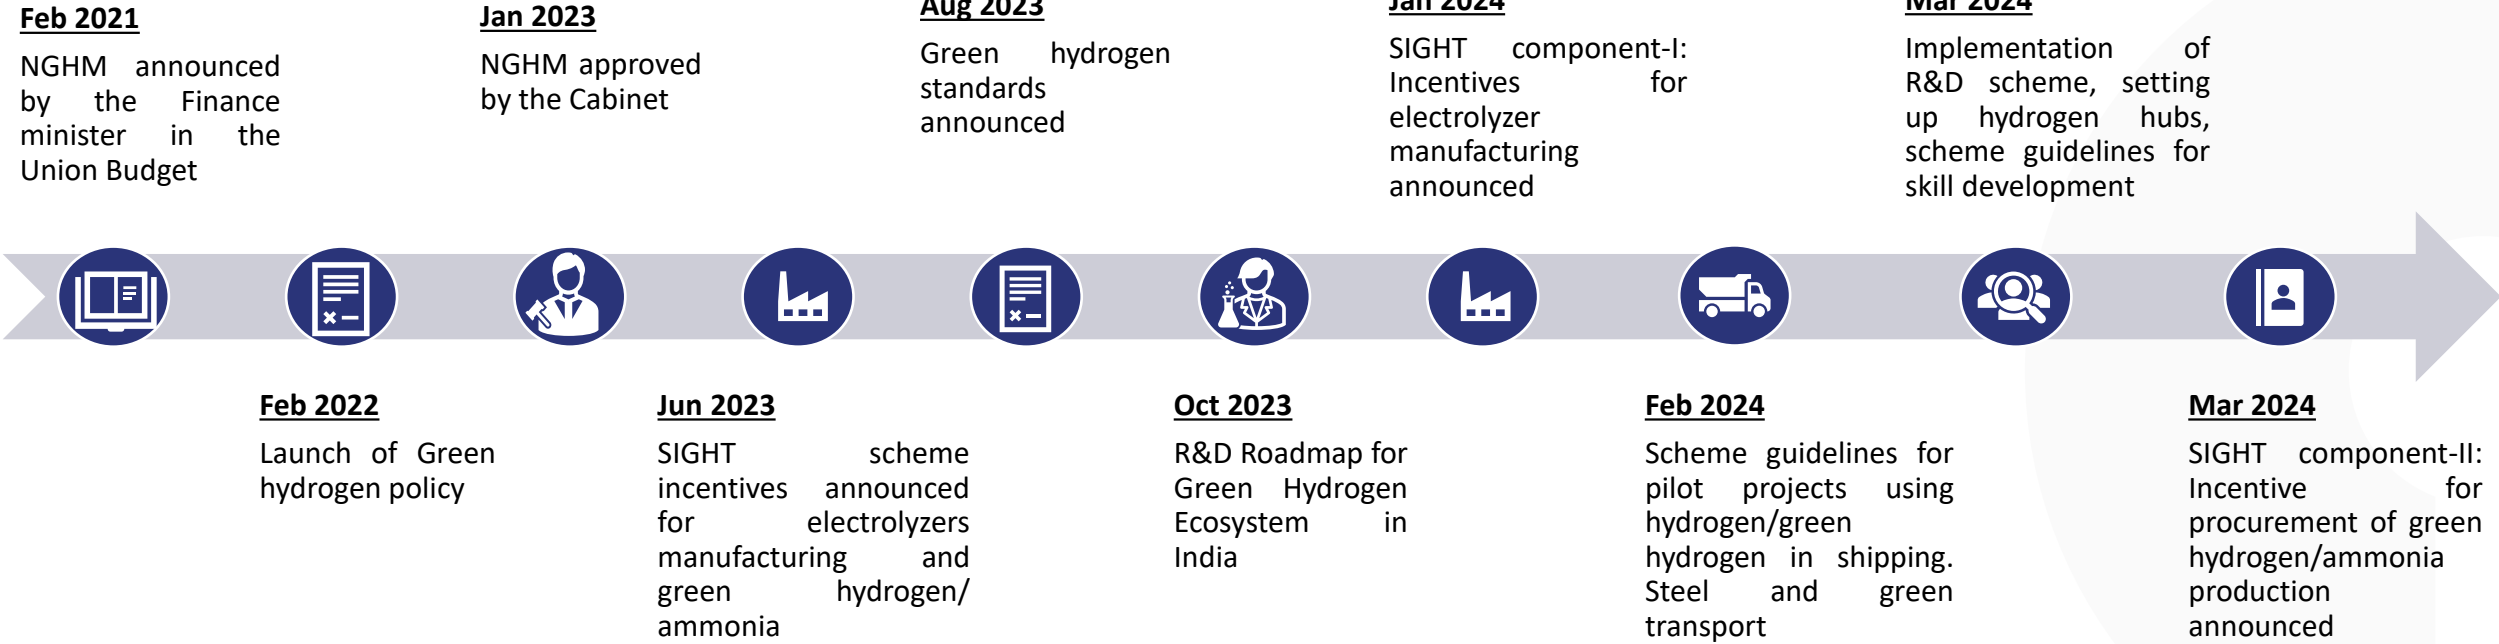 Feb 2021
NGHM announced
by the Finance
minister in the
Union Budget
Jan 2023
NGHM approved
by the Cabinet
Aug 2023
Green hydrogen
standards
announced
Jan 2024
SIGHT component-I:
Incentives for
electrolyzer
manufacturing
announced
Mar 2024
Implementation of
R&D scheme, setting
up hydrogen hubs,
scheme guidelines for
skill development
Feb 2022
Launch of Green
hydrogen policy
Jun 2023
SIGHT scheme
incentives announced
for electrolyzers
manufacturing and
green hydrogen/
ammonia
Oct 2023
R&D Roadmap for
Green Hydrogen
Ecosystem in
India
Feb 2024
Scheme guidelines for
pilot projects using
hydrogen/green
hydrogen in shipping.
Steel and green
transport
Mar 2024
SIGHT component-II:
Incentive for
procurement of green
hydrogen/ammonia
production
announced